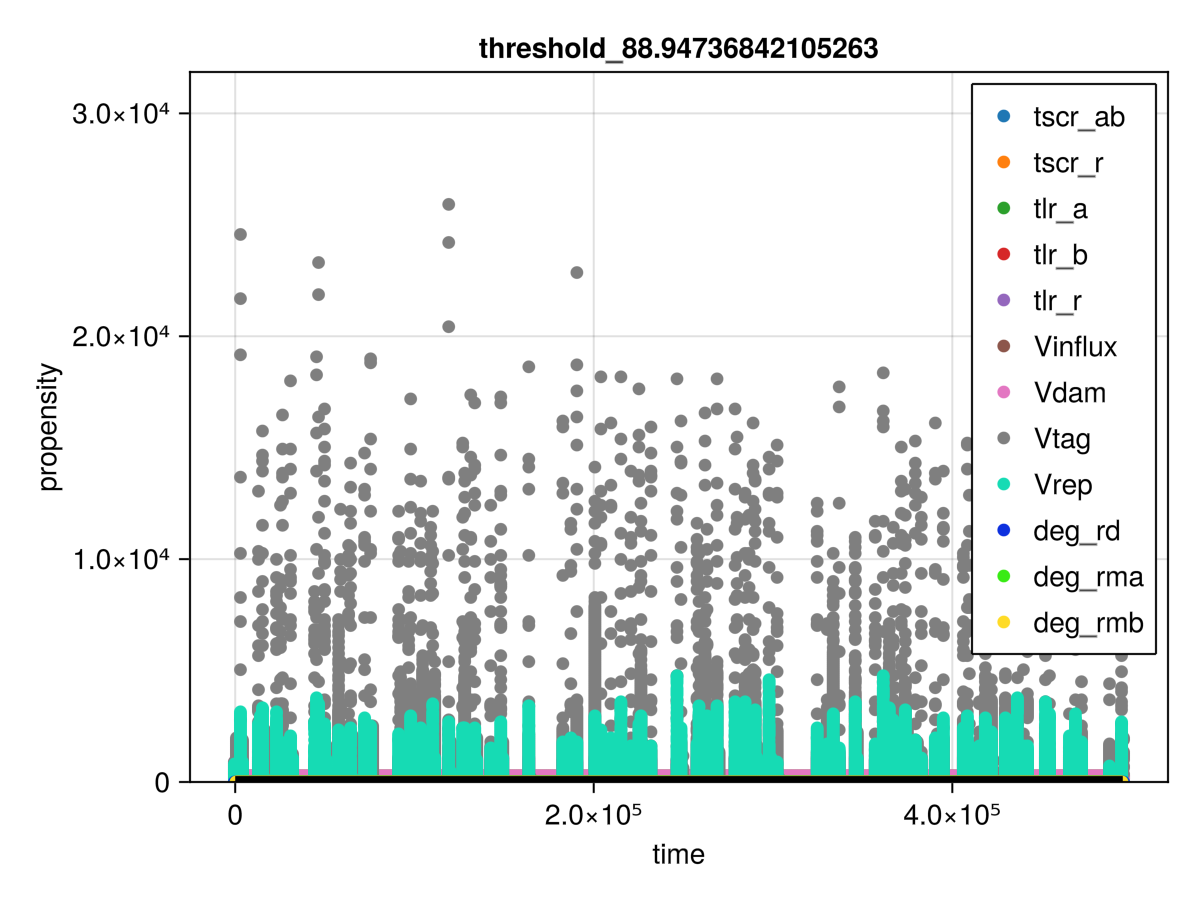 threshold_88.94736842105263
3.0×10⁴
2.0×10⁴
1.0×10⁴
0
propensity
0
2.0×10⁵
4.0×10⁵
time
tscr_ab
tscr_r
tlr_a
tlr_b
tlr_r
Vinflux
Vdam
Vtag
Vrep
deg_rd
deg_rma
deg_rmb